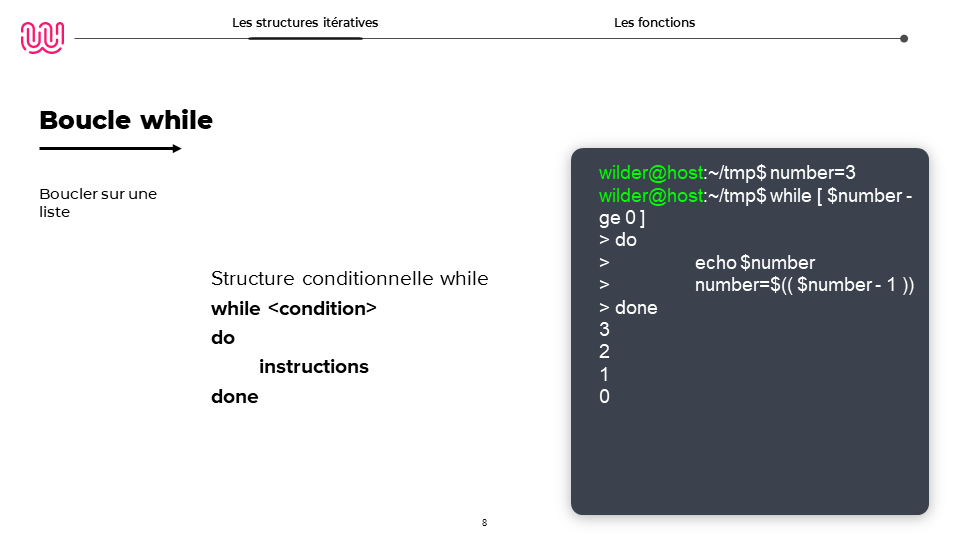 Les structures itératives
Les fonctions
Boucle while
Boucler sur une
liste
Structure conditionnelle while
while <condition>
do
instructions
done
wilder@host:~/tmp$ number=3
wilder@host:~/tmp$ while [ $number -
ge 0 ]
> do
> echo $number
> number=$(( $number - 1 ))
> done
3
2
1
0
8